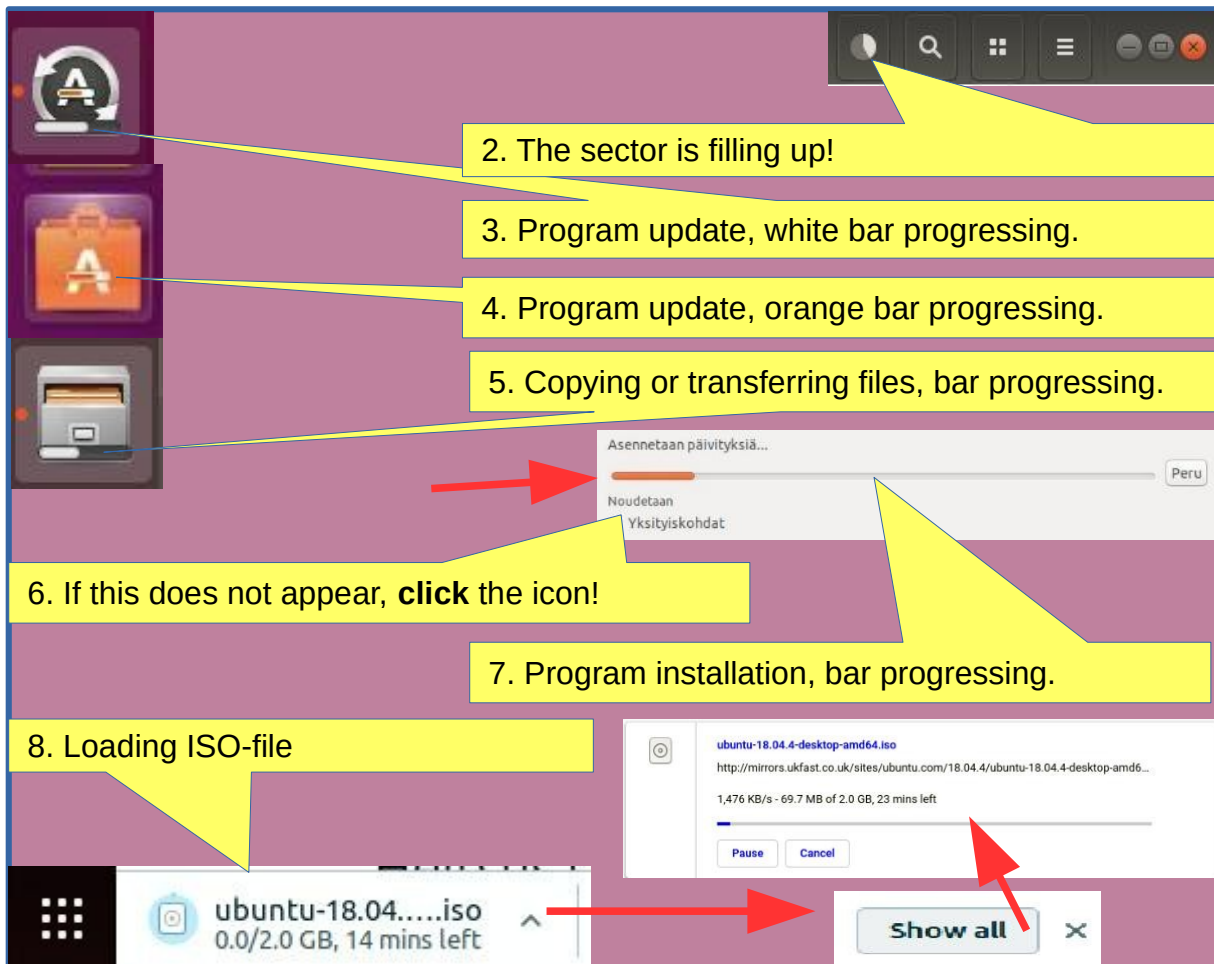 2. The sector is filling up!
3. Program update, white bar progressing.
4. Program update, orange bar progressing.
5. Copying or transferring files, bar progressing.
Asennetaan päivityksiä...
Peru
Noudetaan
Yksityiskohdat
6. If this does not appear, click the icon!
7. Program installation, bar progressing.
8. Loading ISO-file
ubuntu-18.04.4-desktop-amd64.iso
http://mirrors.ukfast.co.uk/sites/ubuntu.com/18.04.4/ubuntu-18.04.4-desktop-amd6...
1,476 KB/s - 69.7 MB of 2.0 GB, 23 mins left
Pause Cancel
ubuntu-18.04.....iso
0.0/2.0 GB, 14 mins left
Show all